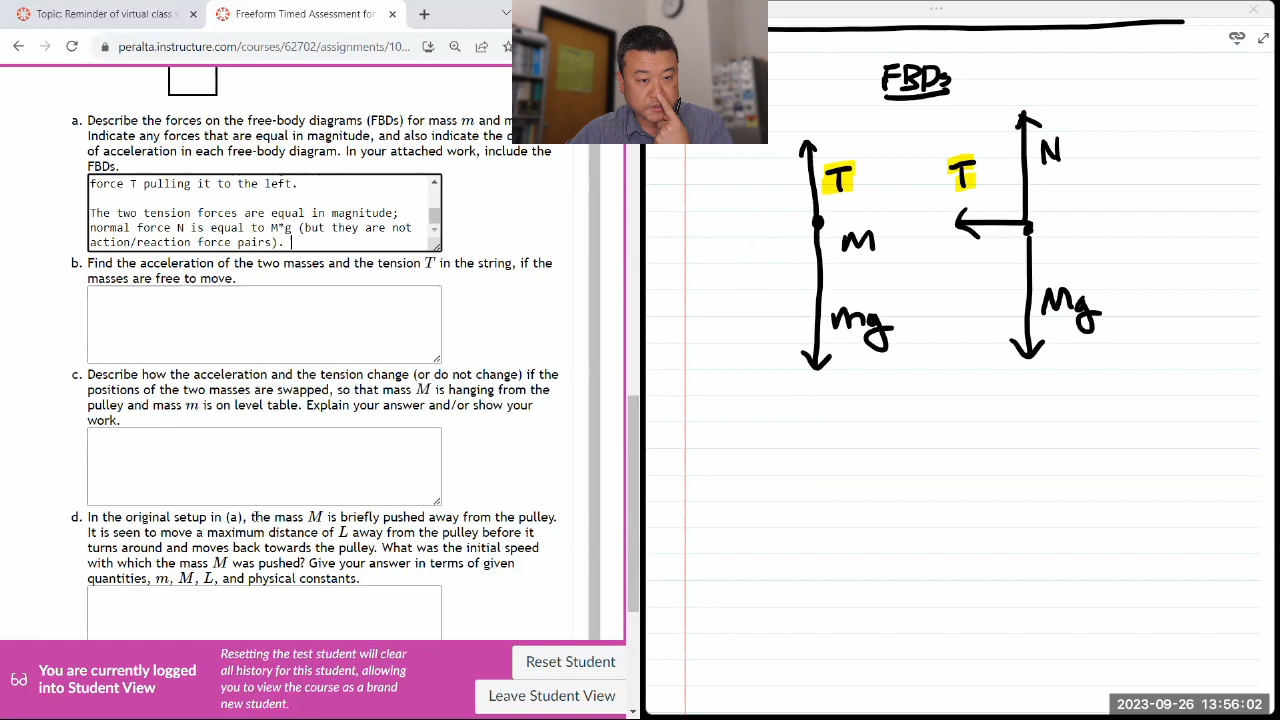 Topic: Reminder of virtual class
Freeform Timed Assessment for
peralta.instructure.com/courses/62702/assignments/10...
a. Describe the forces on the free-body diagrams (FBDs) for mass m and m
Indicate any forces that are equal in magnitude, and also indicate the
of acceleration in each free-body diagram. In your attached work, include the
FBDs.
force T pulling it to the left.
The two tension forces are equal in magnitude;
normal force N is equal to M*g (but they are not
action/reaction force pairs).
b. Find the acceleration of the two masses and the tension T in the string, if the
masses are free to move.
c. Describe how the acceleration and the tension change (or do not change) if the
positions of the two masses are swapped, so that mass M is hanging from the
pulley and mass m is on level table. Explain your answer and/or show your
work.
d. In the original setup in (a), the mass M is briefly pushed away from the pulley.
It is seen to move a maximum distance of L away from the pulley before it
turns around and moves back towards the pulley. What was the initial speed
with which the mass M was pushed? Give your answer in terms of given
quantities, m, M, L, and physical constants.
You are currently logged
into Student View
Resetting the test student will clear
all history for this student, allowing
you to view the course as a brand
new student.
Reset Student
Leave Student View
FBDs
T
m
mg
T
N
Mg
2023-09-26 13:56:02